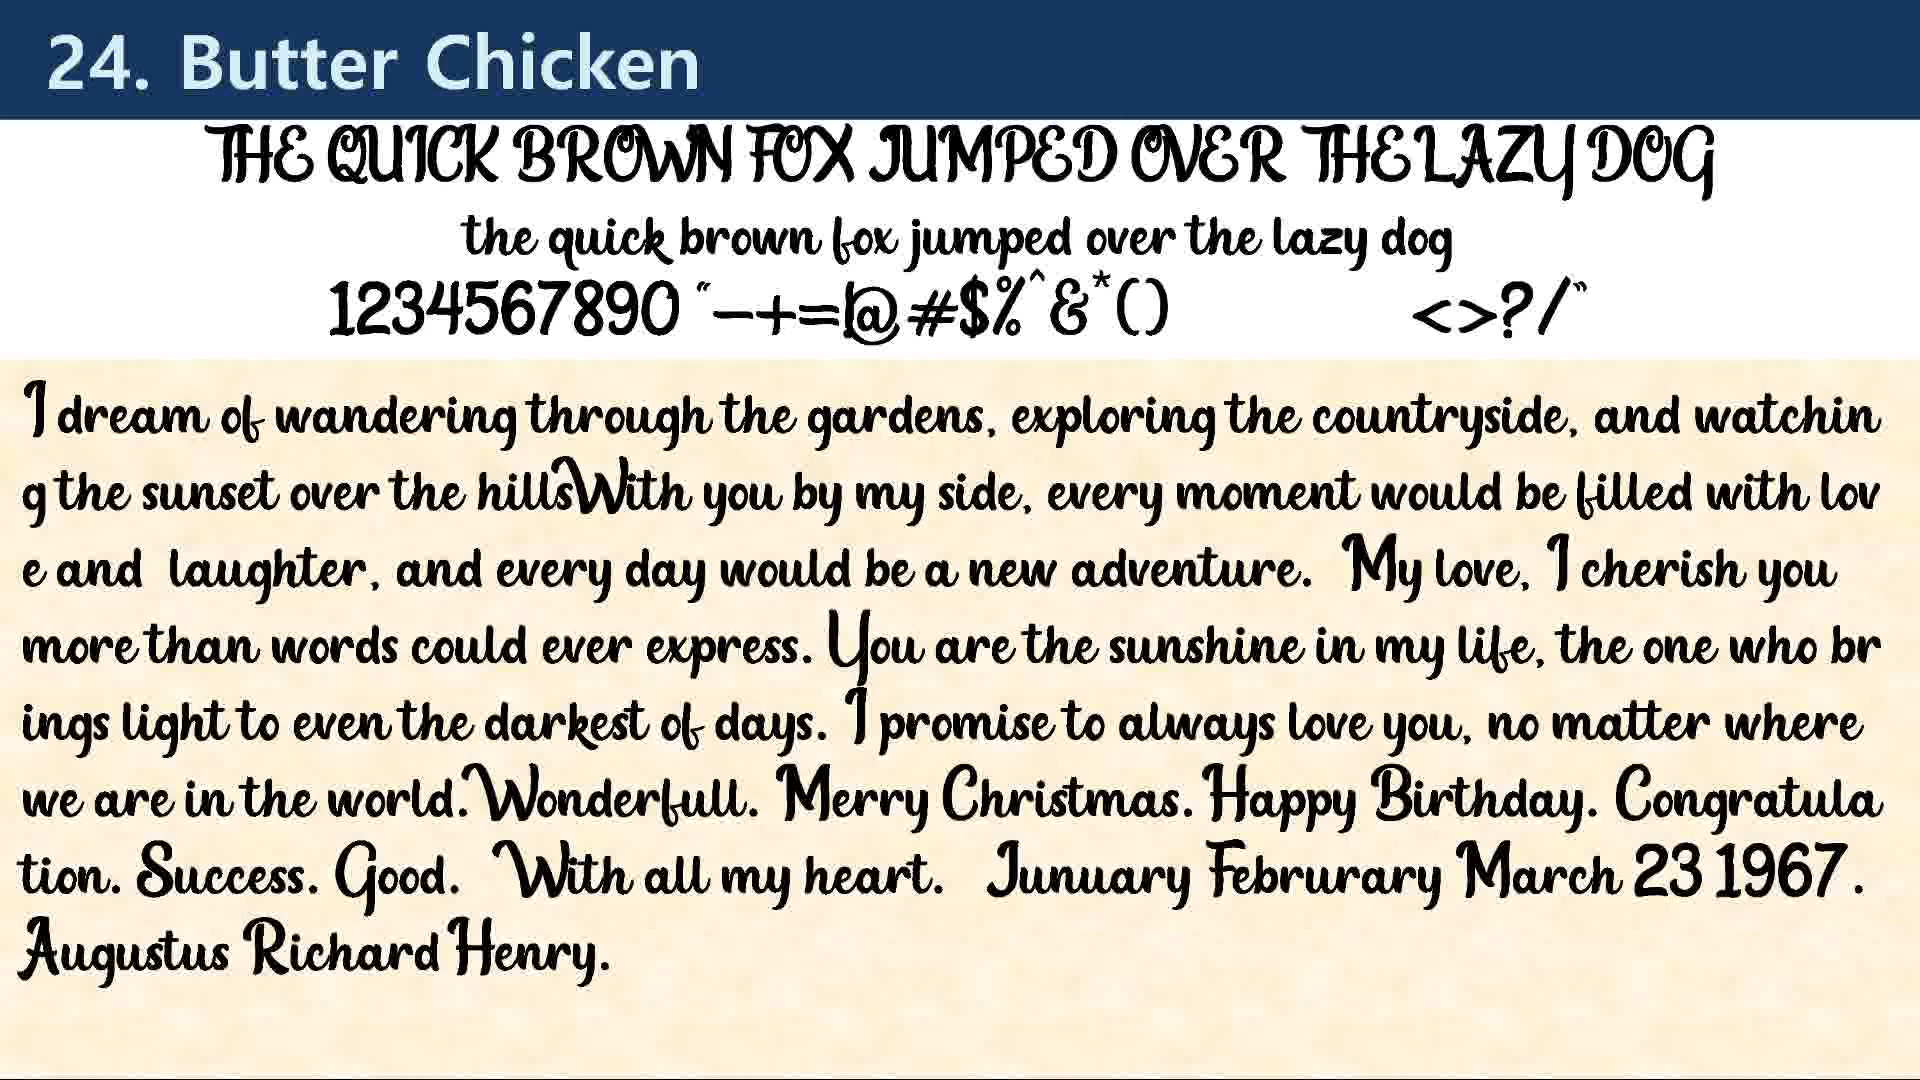 24. Butter Chicken
THE QUICK BROWN FOX JUMPED OVER THE LAZY DOG
the quick brown fox jumped over the lazy dog
1234567890 “–+=!@#$%^&*() <>?/”
I dream of wandering through the gardens, exploring the countryside, and watchin
g the sunset over the hillsWith you by my side, every moment would be filled with lov
e and laughter, and every day would be a new adventure. My love, I cherish you
more than words could ever express. You are the sunshine in my life, the one who br
ings light to even the darkest of days. I promise to always love you, no matter where
we are in the world.Wonderfull. Merry Christmas. Happy Birthday. Congratula
tion. Success. Good. With all my heart. Junuary Februrary March 23 1967.
Augustus Richard Henry.